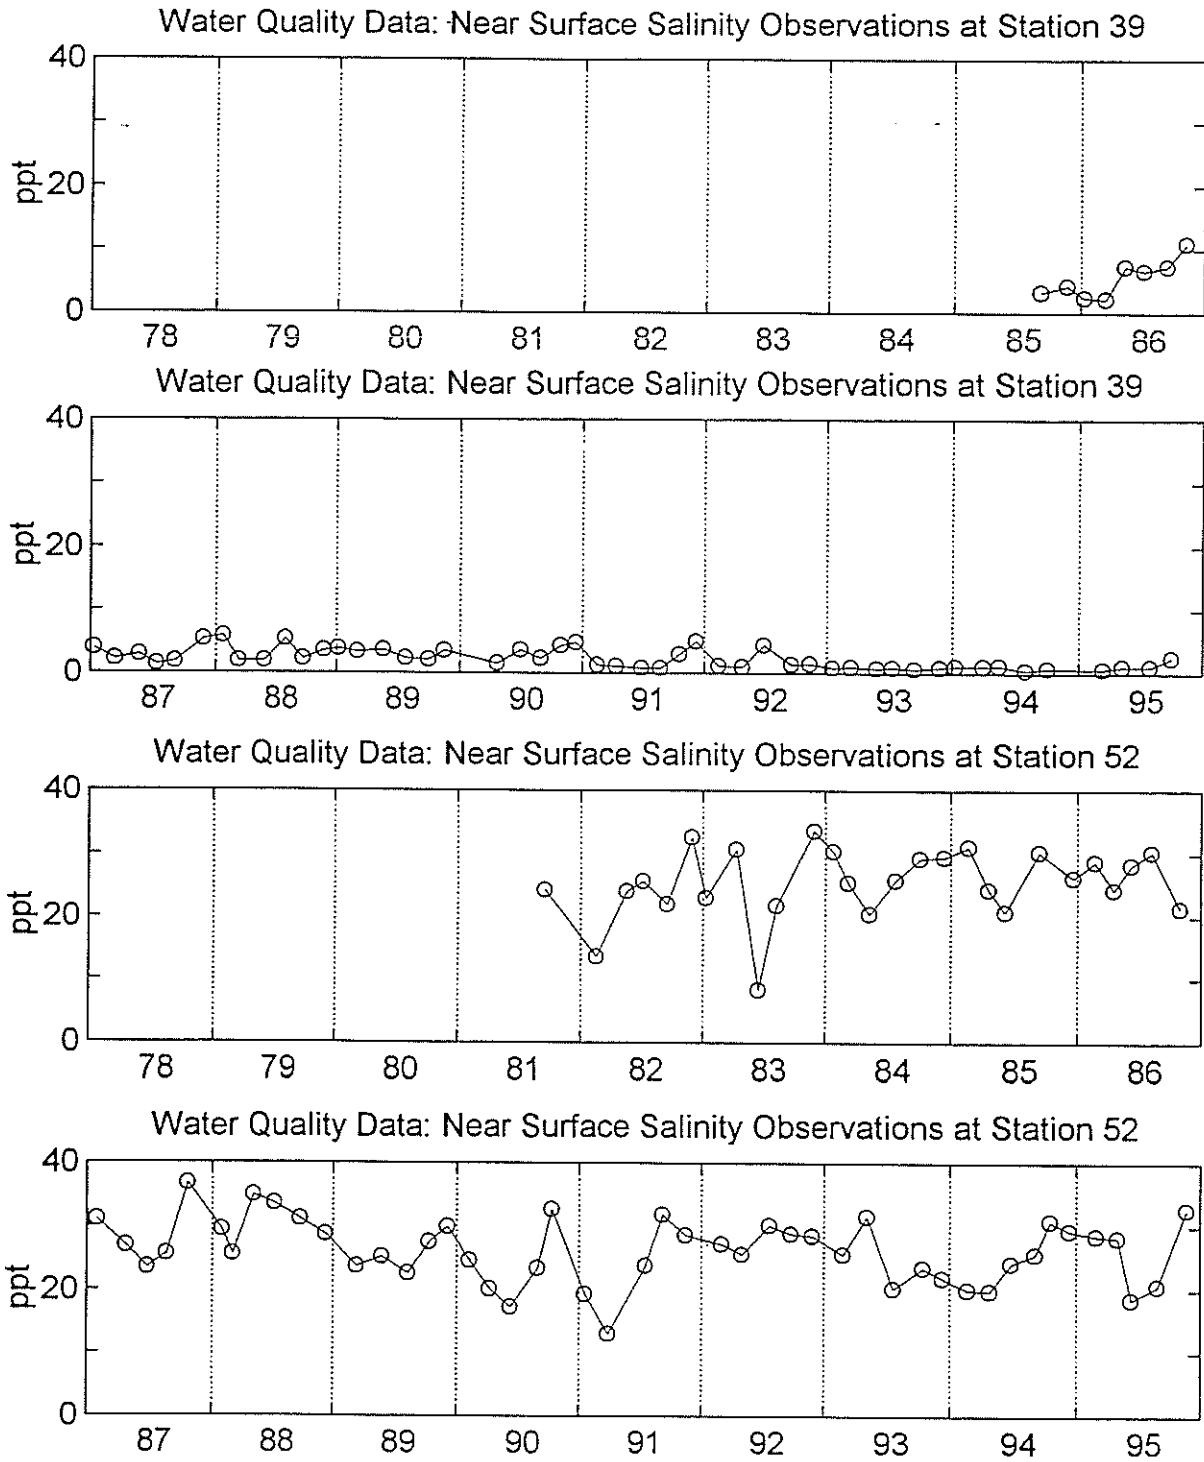 Water Quality Data: Near Surface Salinity Observations at Station 39
40
20
0
ppt
78 79 80 81 82 83 84 85 86
Water Quality Data: Near Surface Salinity Observations at Station 39
40
20
0
ppt
87 88 89 90 91 92 93 94 95
Water Quality Data: Near Surface Salinity Observations at Station 52
40
20
0
ppt
78 79 80 81 82 83 84 85 86
Water Quality Data: Near Surface Salinity Observations at Station 52
40
20
0
ppt
87 88 89 90 91 92 93 94 95